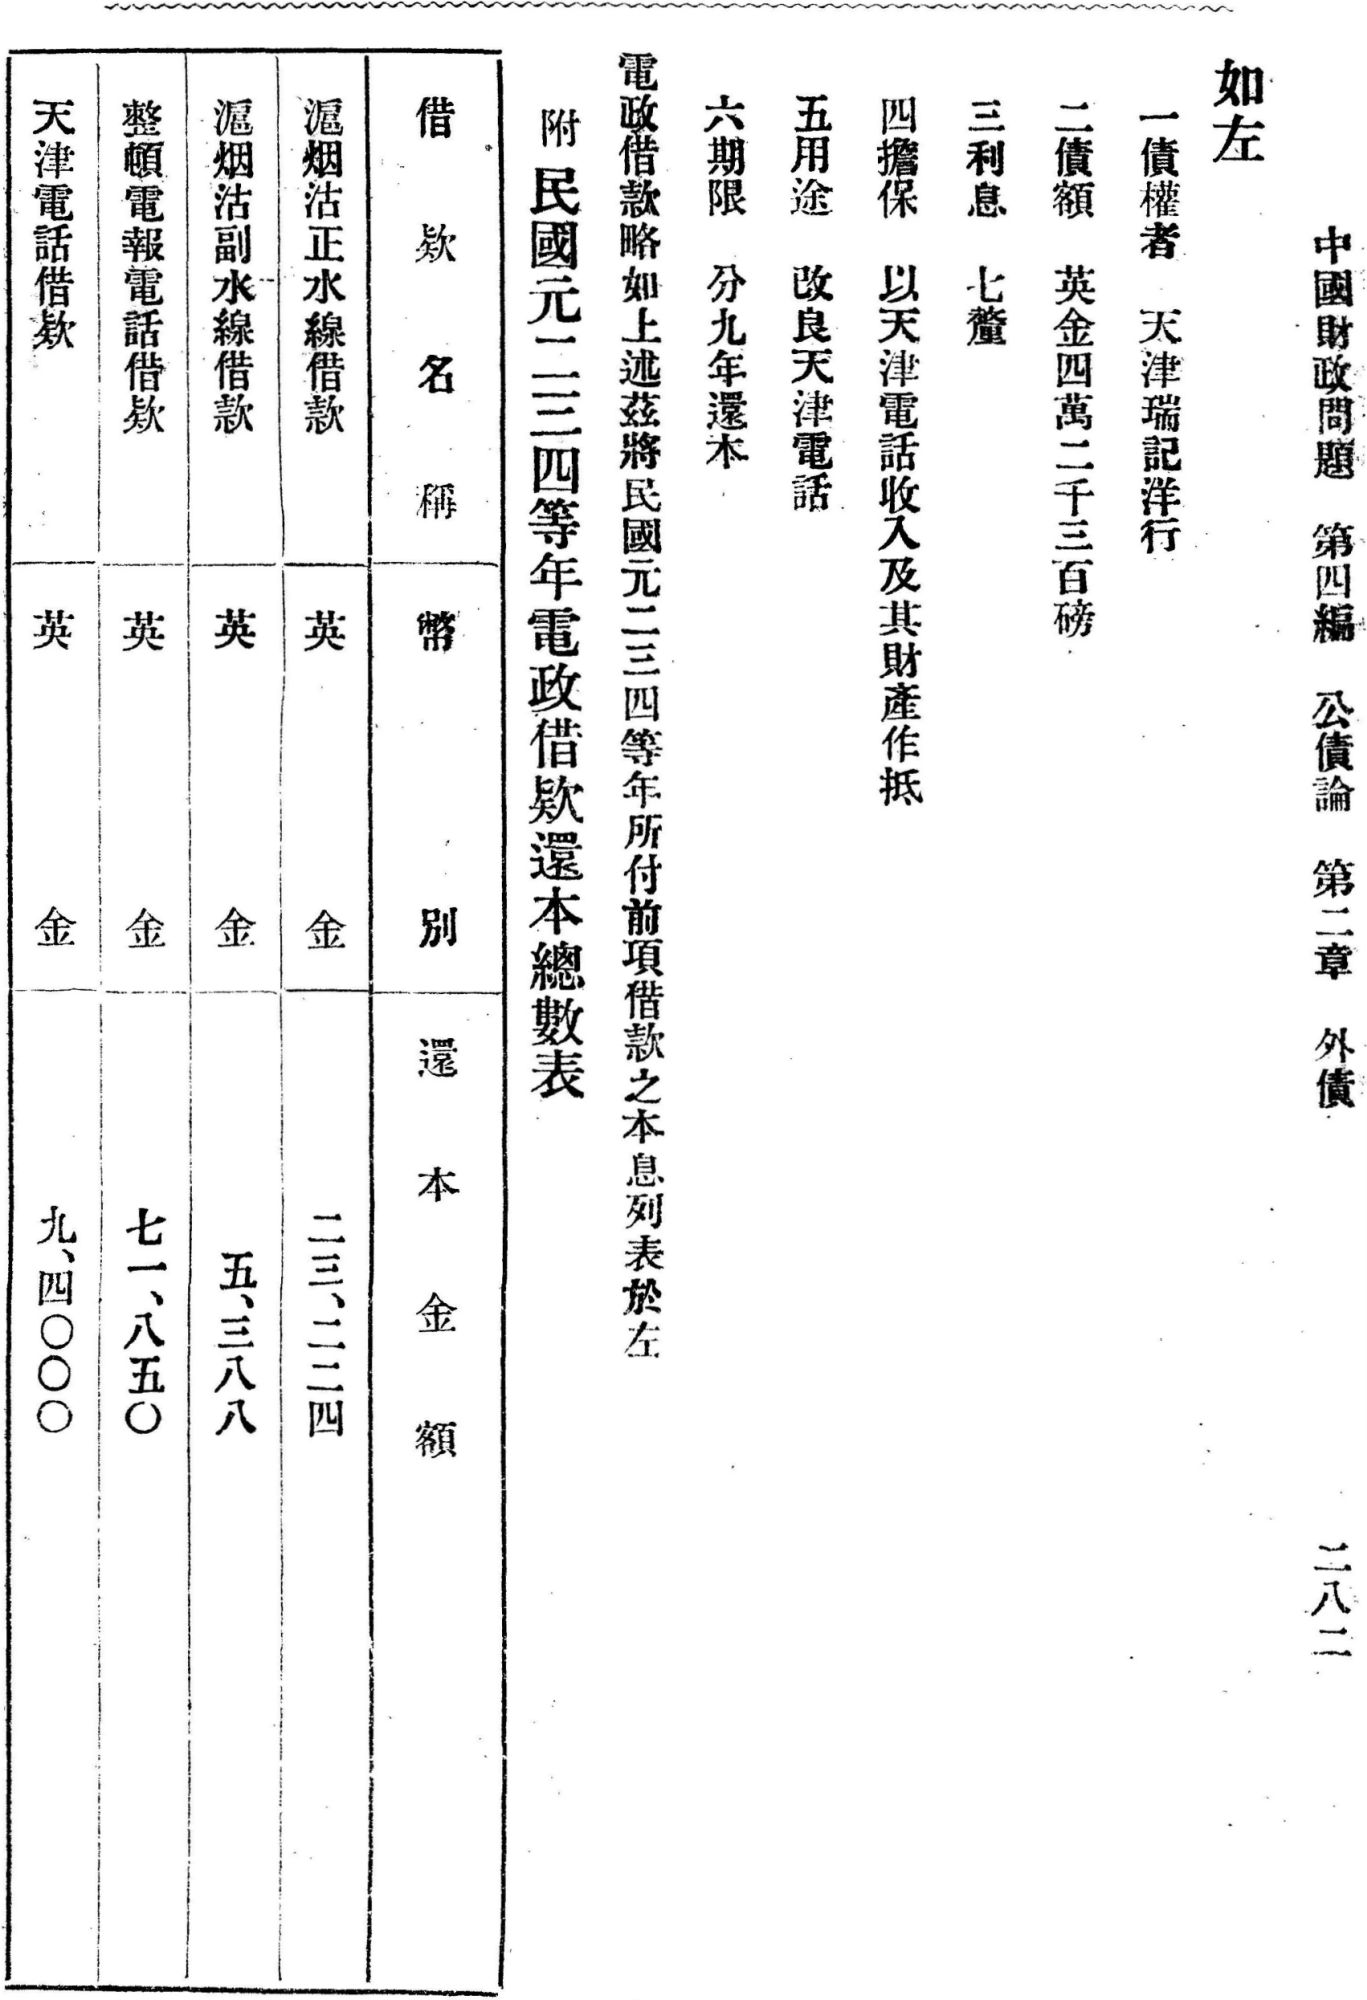 中國財政問題　第四編　公債論　第二章　外債　二八二
如左
一債權者　天津瑞記洋行
二債額　英金四萬二千三百磅
三利息　七釐
四擔保　以天津電話收入及其財產作抵
五用途　改良天津電話
六期限　分九年還本
電政借款略如上述茲將民國元二三四等年所付前項借款之本息列表於左
附　民國元二三四等年電政借欵還本總數表
借欵名稱　幣別　還本金額
滬烟沽正水線借款　英金　二三、二二四
滬烟沽副水線借款　英金　五、三八八
整頓電報電話借欵　英金　七一、八五〇
天津電話借欵　英金　九、四〇〇〇